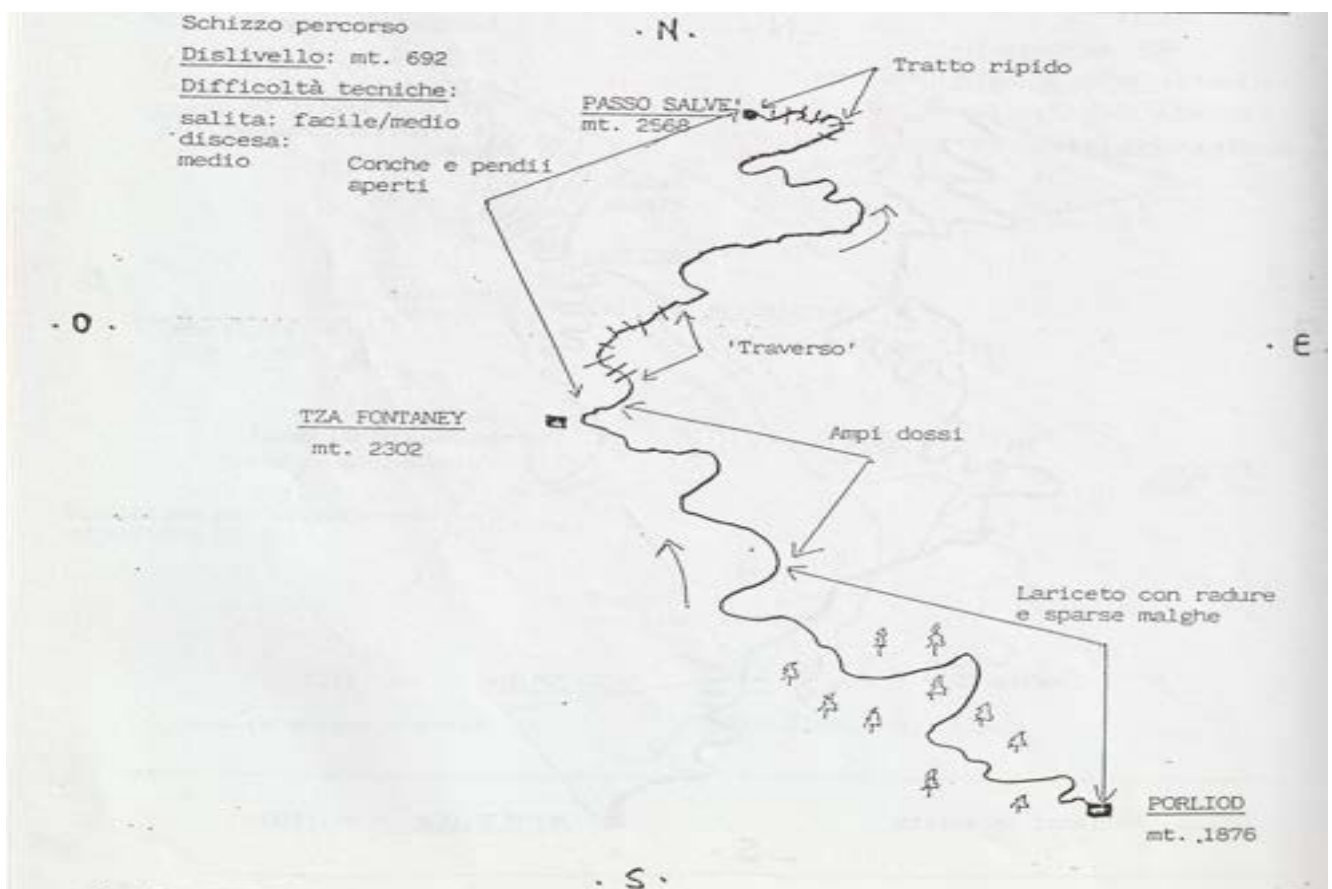 Schizzo percorso
Dislivello: mt. 692
Difficoltà tecniche:
salita: facile/medio
discesa:
medio
· N ·
Tratto ripido
PASSO SALVE'
mt. 2568
Conche e pendii
aperti
· O ·
· E ·
'Traverso'
TZA FONTANEY
mt. 2302
Ampi dossi
Lariceto con radure
e sparse malghe
PORLIOD
mt. 1876
· S ·